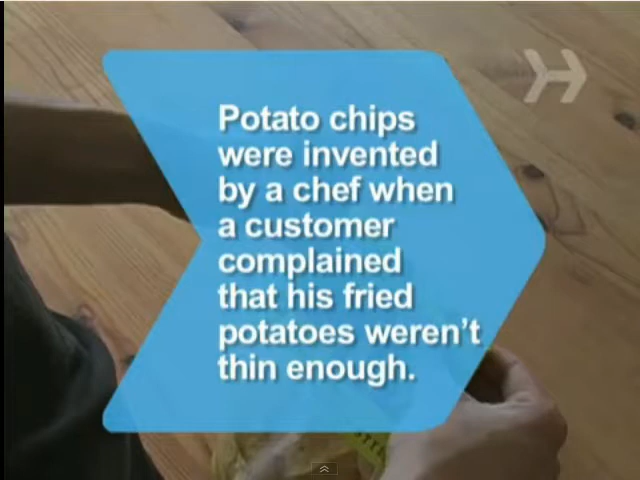 Potato chips
were invented
by a chef when
a customer
complained
that his fried
potatoes weren't
thin enough.